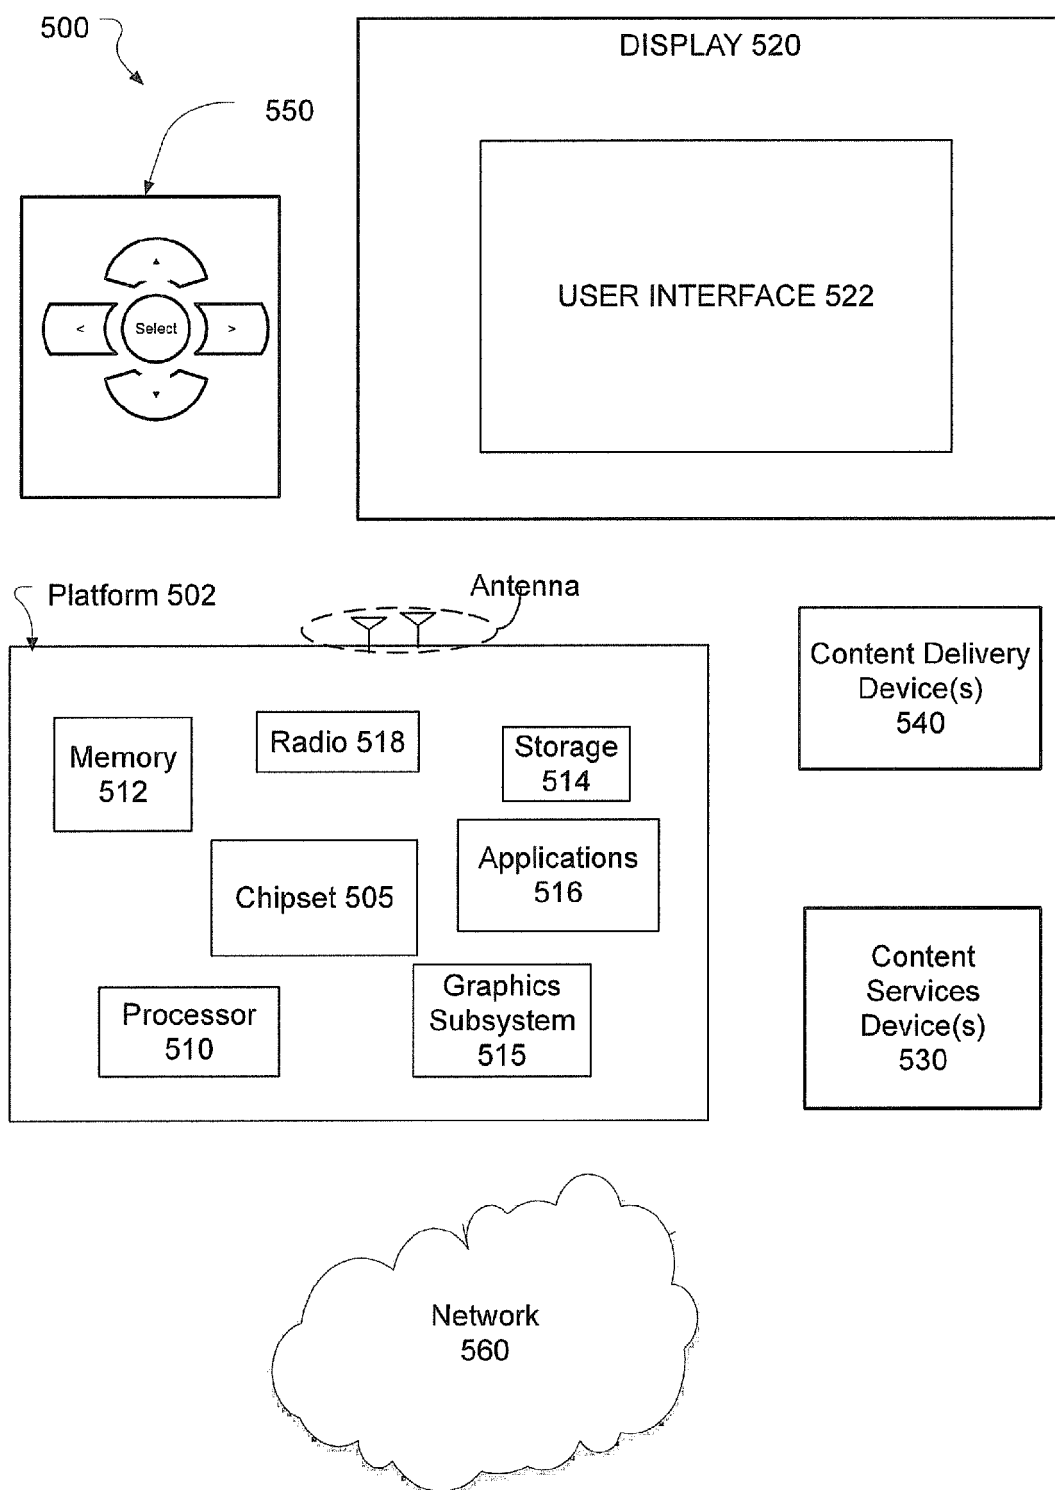 500
DISPLAY 520
550
USER INTERFACE 522
▲
<
Select
>
▼
Platform 502
Antenna
Content Delivery
Device(s)
540
Memory
512
Radio 518
Storage
514
Chipset 505
Applications
516
Content
Services
Device(s)
530
Processor
510
Graphics
Subsystem
515
Network
560